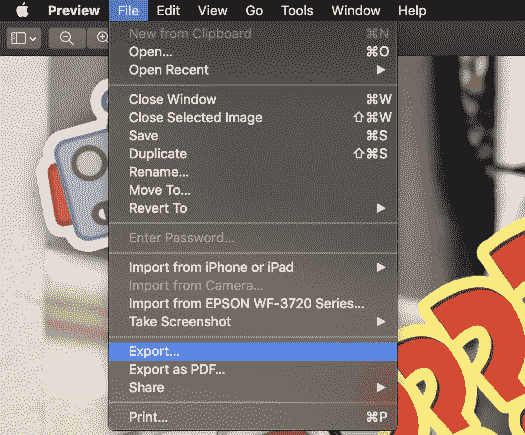 Preview File Edit View Go Tools Window Help
New from Clipboard ⌘N
Open... ⌘O
Open Recent ▶
Close Window ⌘W
Close Selected Image ⇧⌘W
Save ⌘S
Duplicate ⇧⌘S
Rename...
Move To...
Revert To ▶
Enter Password...
Import from iPhone or iPad ▶
Import from Camera...
Import from EPSON WF-3720 Series...
Take Screenshot ▶
Export...
Export as PDF...
Share ▶
Print... ⌘P